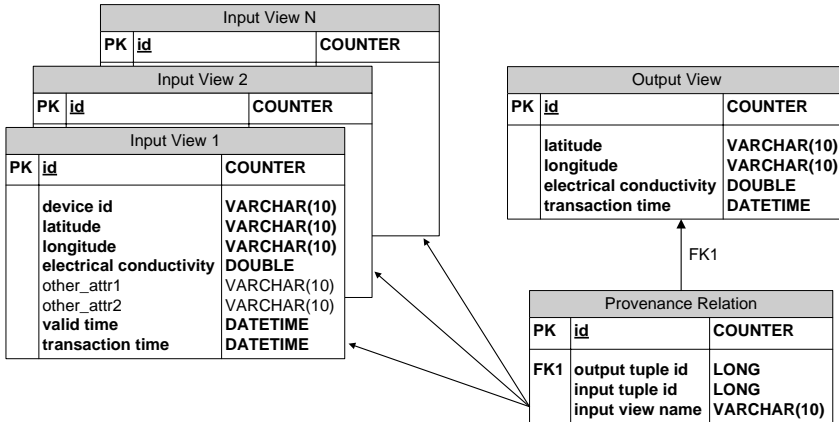 Input View N
PK id COUNTER
Input View 2
PK id COUNTER
Input View 1
PK id COUNTER
device id VARCHAR(10)
latitude VARCHAR(10)
longitude VARCHAR(10)
electrical conductivity DOUBLE
other_attr1 VARCHAR(10)
other_attr2 VARCHAR(10)
valid time DATETIME
transaction time DATETIME
Output View
PK id COUNTER
latitude VARCHAR(10)
longitude VARCHAR(10)
electrical conductivity DOUBLE
transaction time DATETIME
FK1
Provenance Relation
PK id COUNTER
FK1 output tuple id LONG
input tuple id LONG
input view name VARCHAR(10)